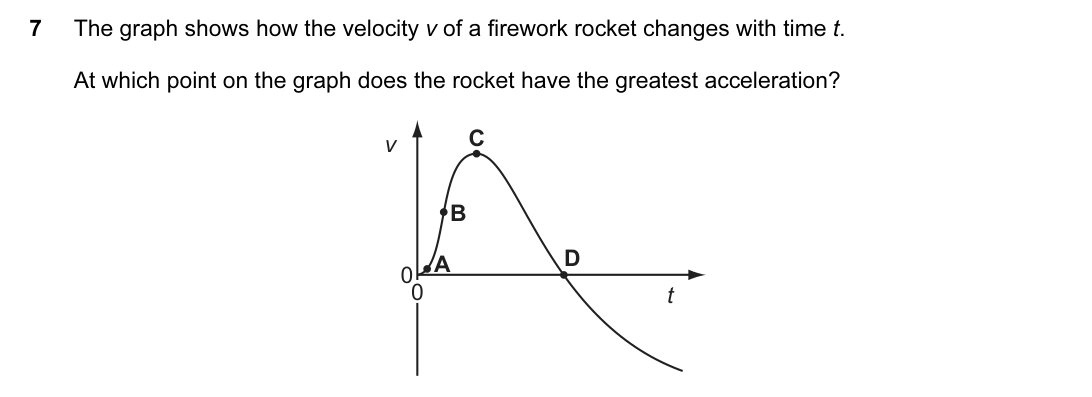 7 The graph shows how the velocity v of a firework rocket changes with time t.
At which point on the graph does the rocket have the greatest acceleration?
C
v
B
D
A
0
0
t